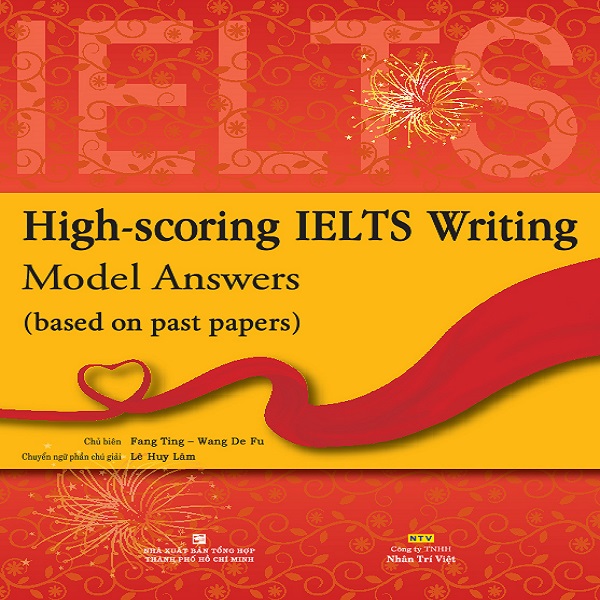 IELTS
High-scoring IELTS Writing
Model Answers
(based on past papers)
Chủ biên Fang Ting – Wang De Fu
Chuyển ngữ phần chú giải Lê Huy Lâm
NHÀ XUẤT BẢN TỔNG HỢP
THÀNH PHỐ HỒ CHÍ MINH
NTV
Công ty TNHH
Nhân Trí Việt